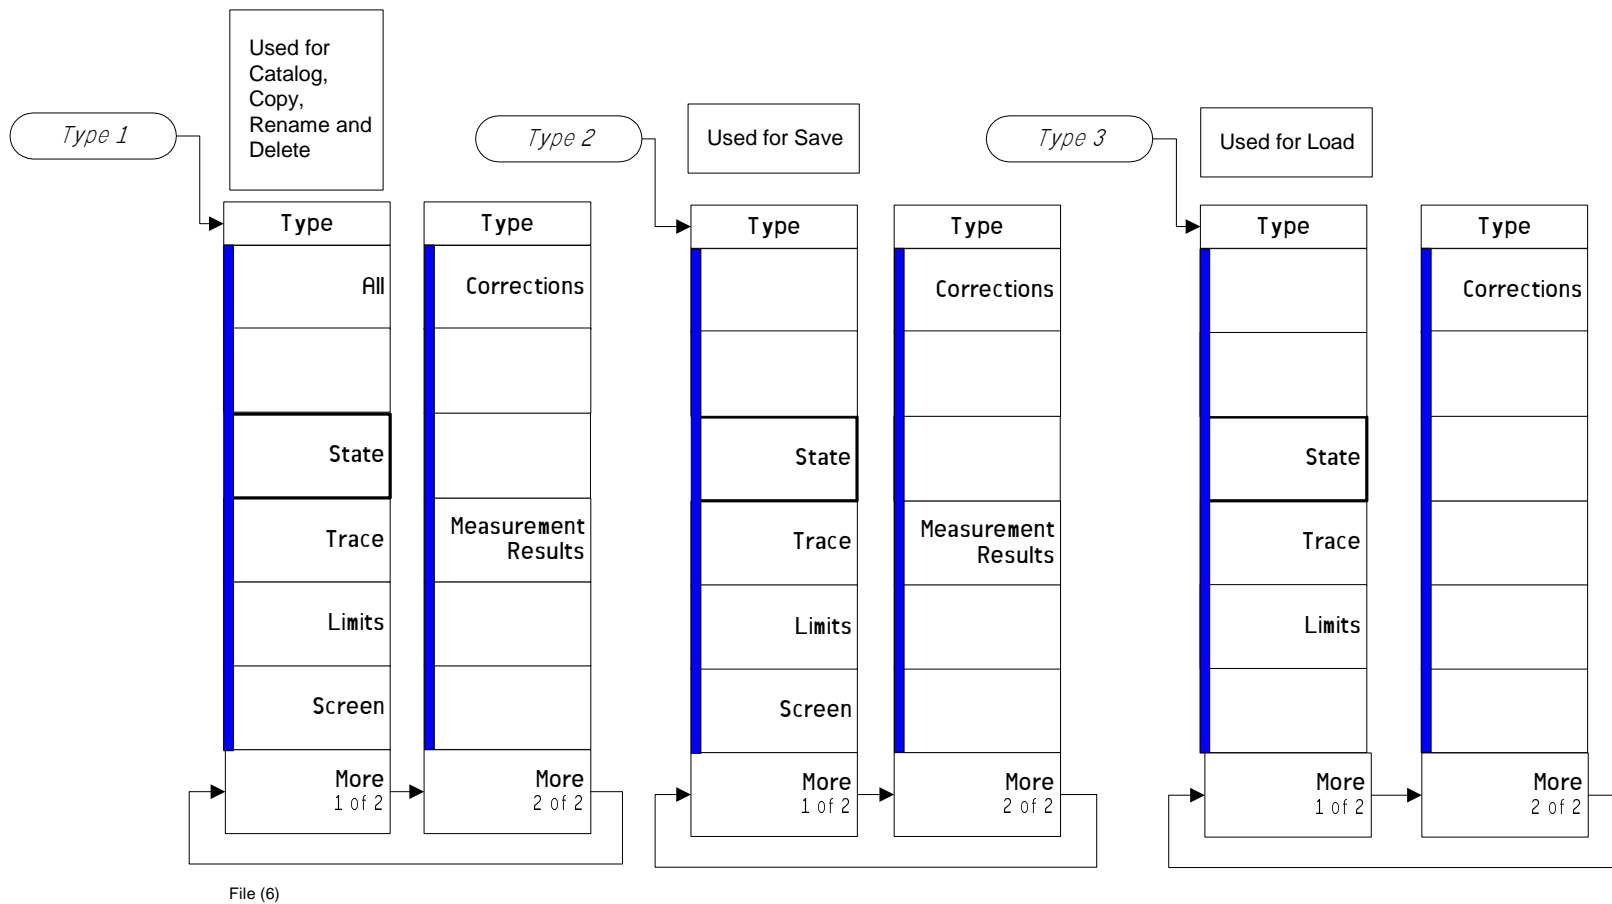 Used for
Catalog,
Copy,
Rename and
Delete
Type 1
Type
All
State
Trace
Limits
Screen
More
1 of 2
Type
Corrections
Measurement
Results
More
2 of 2
Type 2
Used for Save
Type
State
Trace
Limits
Screen
More
1 of 2
Type
Corrections
Measurement
Results
More
2 of 2
Type 3
Used for Load
Type
State
Trace
Limits
More
1 of 2
Type
Corrections
More
2 of 2
File (6)